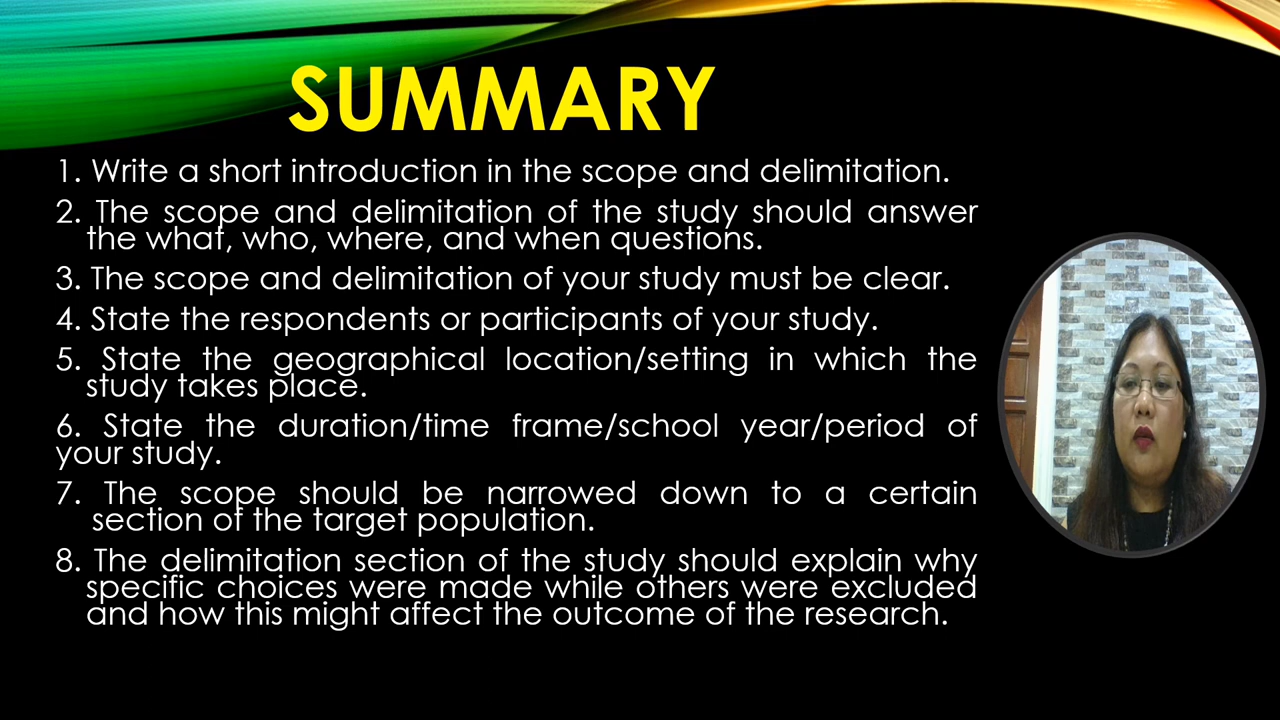 SUMMARY
1. Write a short introduction in the scope and delimitation.
2. The scope and delimitation of the study should answer
the what, who, where, and when questions.
3. The scope and delimitation of your study must be clear.
4. State the respondents or participants of your study.
5. State the geographical location/setting in which the
study takes place.
6. State the duration/time frame/school year/period of
your study.
7. The scope should be narrowed down to a certain
section of the target population.
8. The delimitation section of the study should explain why
specific choices were made while others were excluded
and how this might affect the outcome of the research.